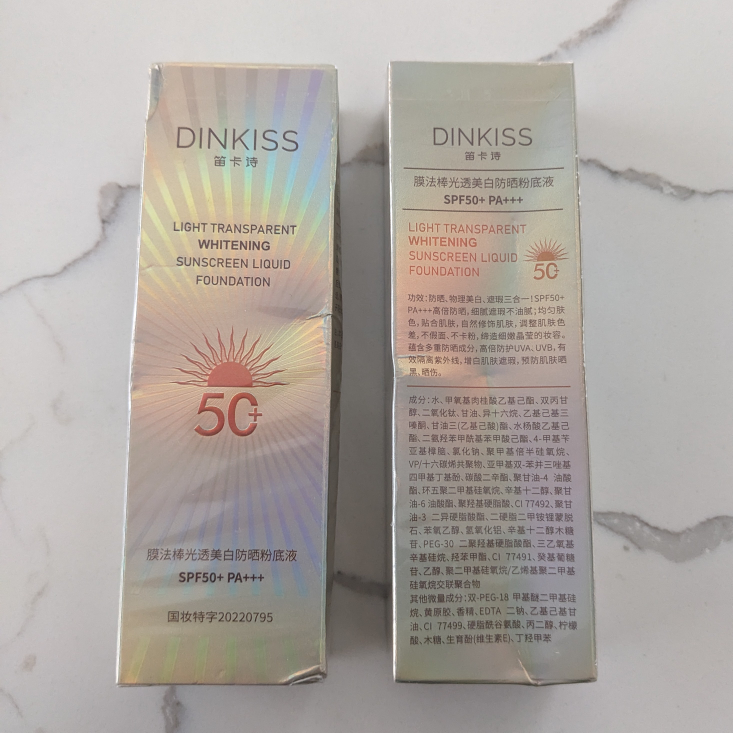 DINKISS
笛卡诗
LIGHT TRANSPARENT
WHITENING
SUNSCREEN LIQUID
FOUNDATION
50+
膜法棒光透美白防晒粉底液
SPF50+ PA+++
国妆特字20220795
DINKISS
笛卡诗
膜法棒光透美白防晒粉底液
SPF50+ PA+++
LIGHT TRANSPARENT
WHITENING
SUNSCREEN LIQUID
FOUNDATION
50+
功效:防晒、物理美白、遮瑕三合一!SPF50+
PA+++高倍防晒,细腻遮瑕不油腻;均匀肤
色,贴合肌肤,自然修饰肌肤,调整肌肤色
差,不假面、不卡粉,缔造细嫩晶莹的妆容。
蕴含多重防晒成分,高倍防护UVA、UVB,有
效隔离紫外线,增白肌肤遮瑕,预防肌肤晒
黑、晒伤。
成分:水、甲氧基肉桂酸乙基己酯、双丙甘
醇、二氧化钛、甘油、异十六烷、乙基己基三
嗪酮、甘油三(乙基己酸)酯、水杨酸乙基己
酯、二氨羟苯甲酰基苯甲酸己酯、4-甲基苄
亚基樟脑、氯化钠、聚甲基倍半硅氧烷、
VP/十六碳烯共聚物、亚甲基双-苯并三唑基
四甲基丁基酚、碳酸二辛酯、聚甘油-4 油酸
酯、环五聚二甲基硅氧烷、辛基十二醇、聚甘
油-6 油酸酯、聚羟基硬脂酸、CI 77492、聚甘
油-3 二异硬脂酸酯、二硬脂二甲铵锂蒙脱
石、苯氧乙醇、氢氧化铝、辛基十二醇木糖
苷、PEG-30 二聚羟基硬脂酸酯、三乙氧基
辛基硅烷、羟苯甲酯、CI 77491、癸基葡糖
苷、乙醇、聚二甲基硅氧烷/乙烯基聚二甲基
硅氧烷交联聚合物
其他微量成分:双-PEG-18 甲基醚二甲基硅
烷、黄原胶、香精、EDTA 二钠、乙基己基甘
油、CI 77499、硬脂酰谷氨酸、丙二醇、柠檬
酸、木糖、生育酚(维生素E)、丁羟甲苯